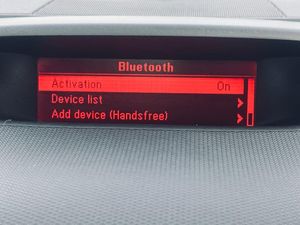 Bluetooth
Activation On
Device list
Add device (Handsfree)